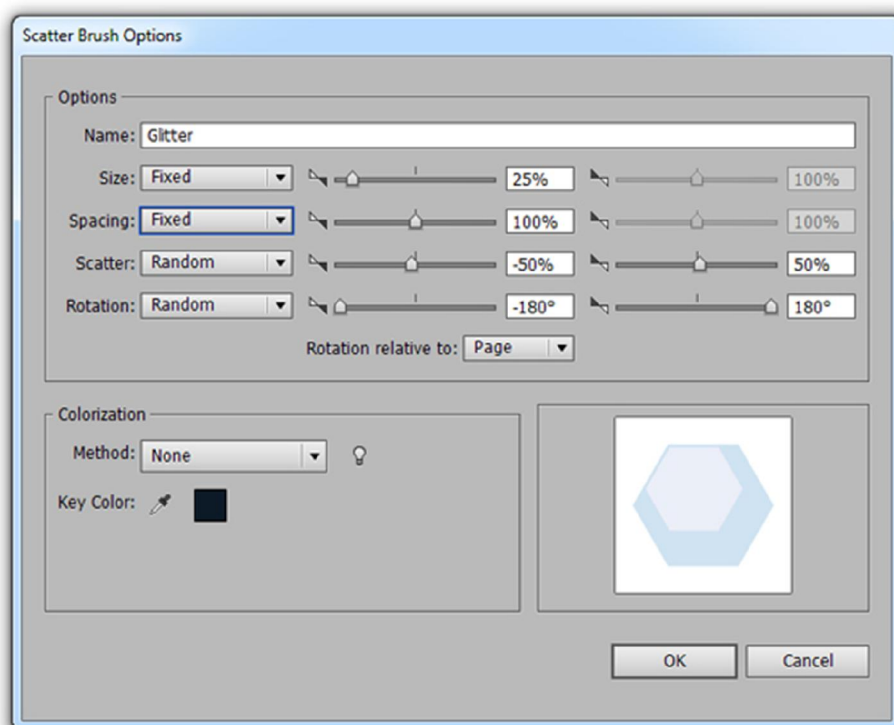 Scatter Brush Options
Options
Name: Glitter
Size: Fixed 25% 100%
Spacing: Fixed 100% 100%
Scatter: Random -50% 50%
Rotation: Random -180° 180°
Rotation relative to: Page
Colorization
Method: None
Key Color:
OK Cancel